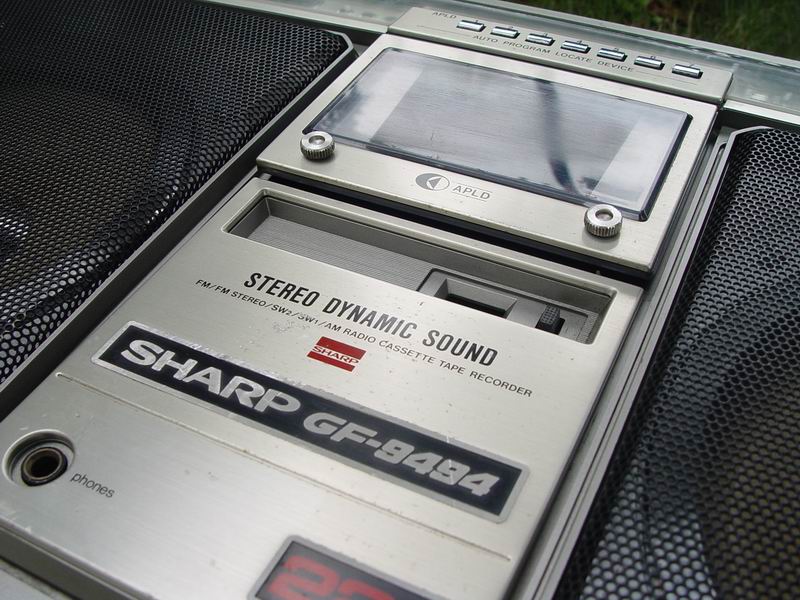 APLD
AUTO PROGRAM LOCATE DEVICE
APLD
STEREO DYNAMIC SOUND
FM/FM STEREO/SW2/SW1/AM RADIO CASSETTE TAPE RECORDER
SHARP
SHARP GF-9494
phones